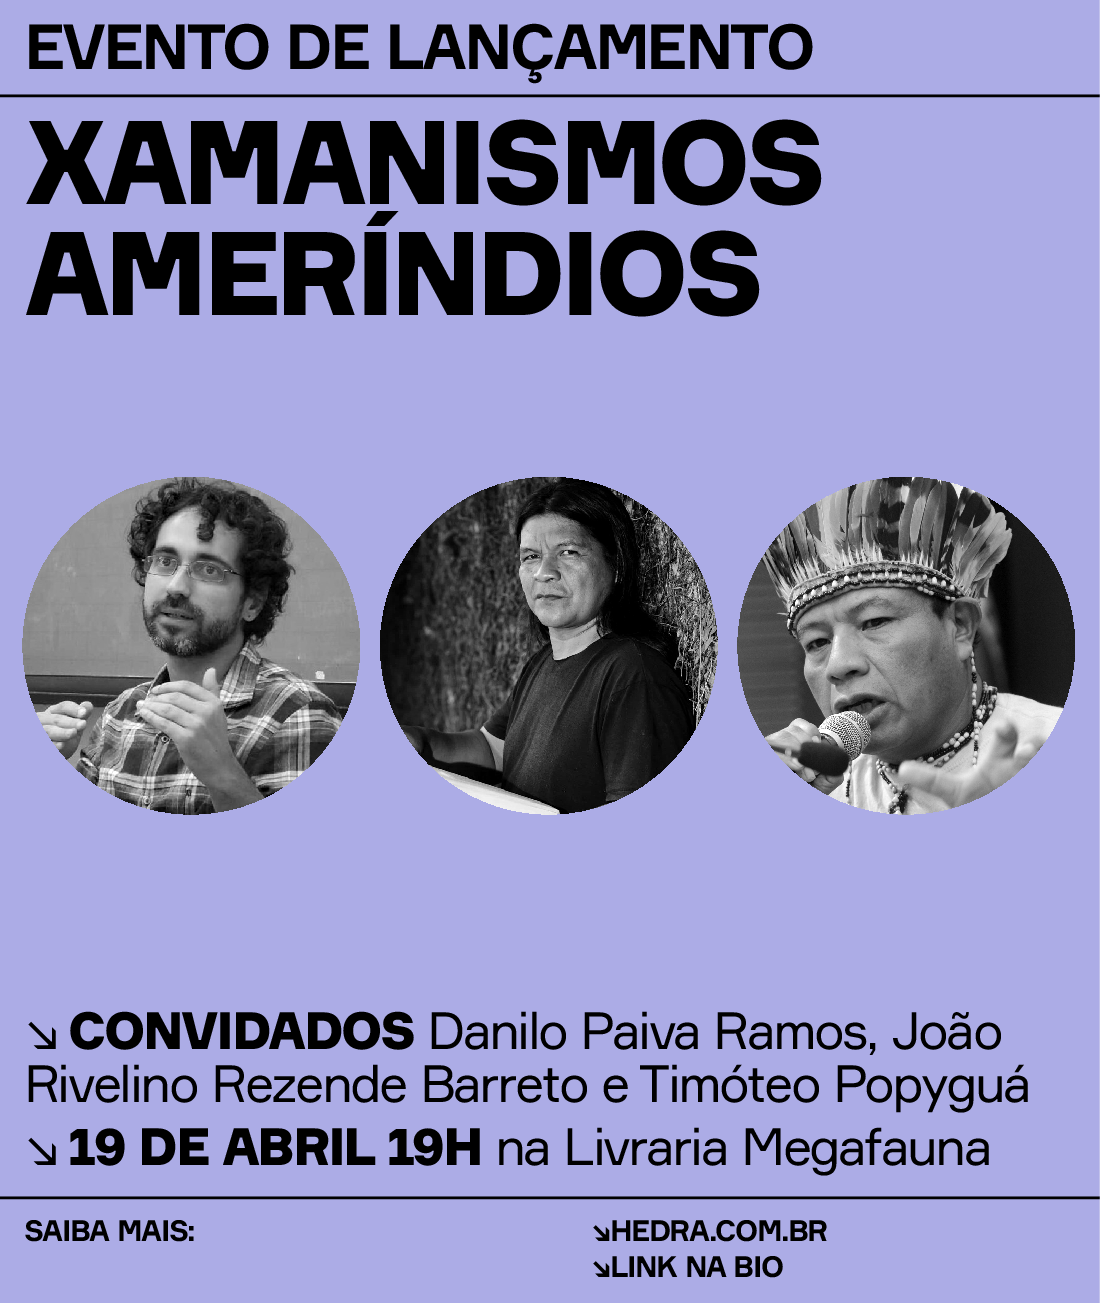 EVENTO DE LANÇAMENTO
XAMANISMOS
AMERÍNDIOS
↘ CONVIDADOS Danilo Paiva Ramos, João
Rivelino Rezende Barreto e Timóteo Popyguá
↘ 19 DE ABRIL 19H na Livraria Megafauna
SAIBA MAIS:
↘HEDRA.COM.BR
↘LINK NA BIO